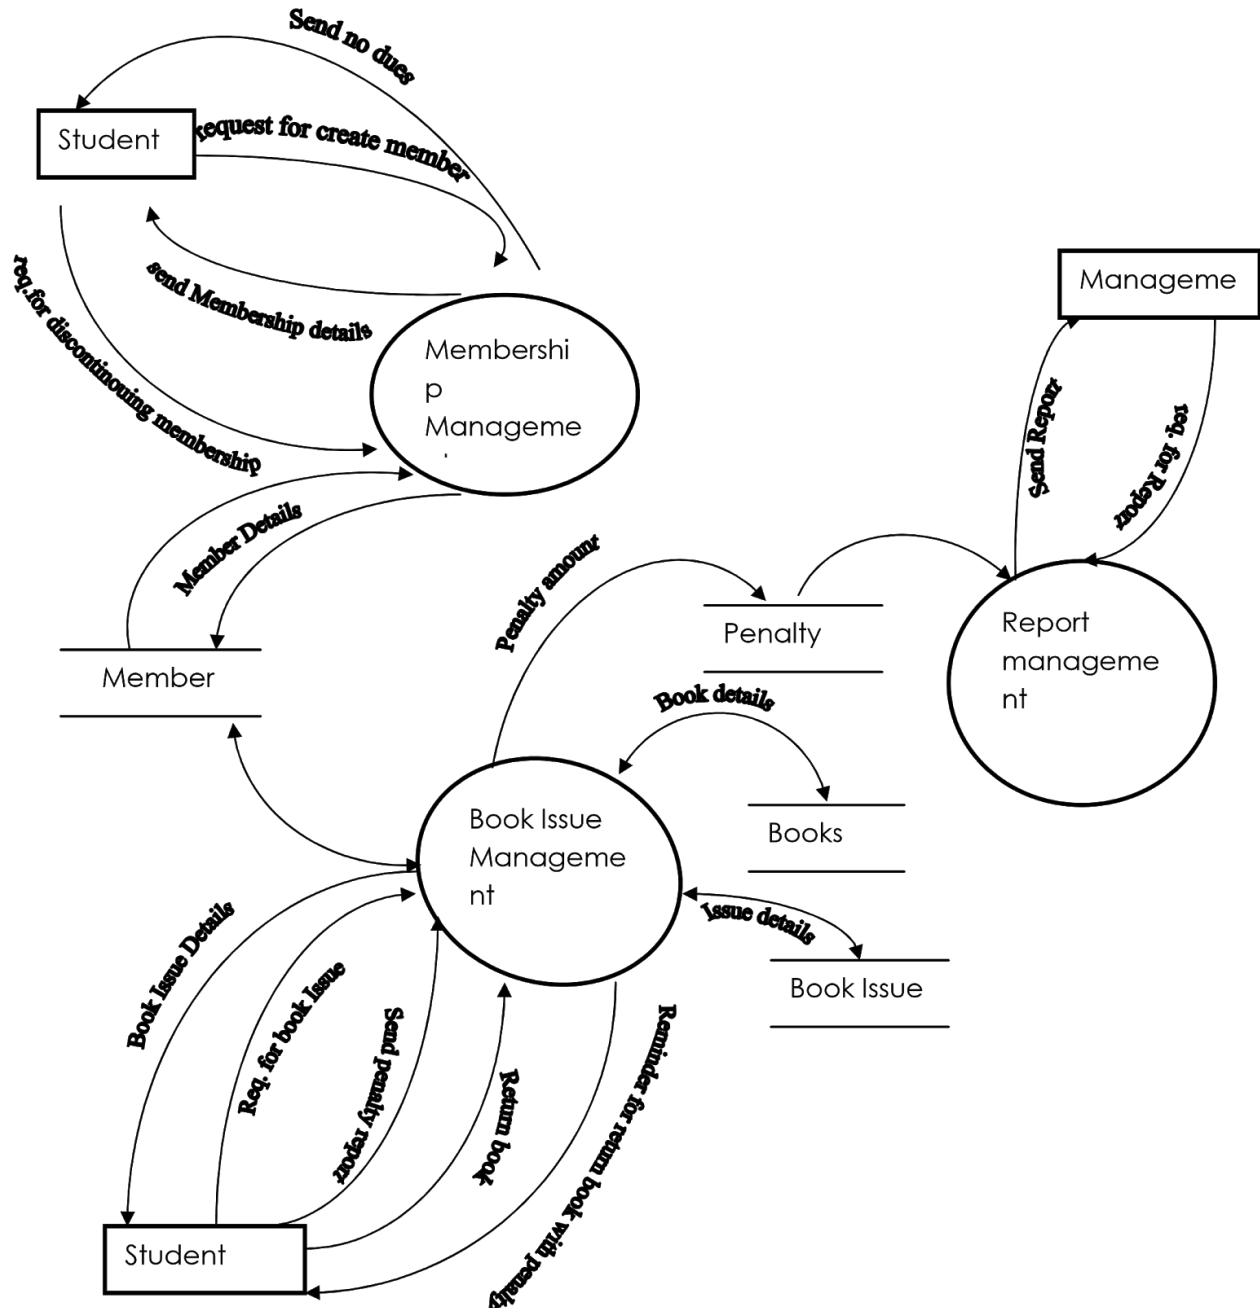 Send no dues
Student
request for create member
send Membership details
req.for discontinouing membership
Manageme
Membershi
p
Manageme
Send Report
req. for Report
Member Details
Penalty amount
Penalty
Report
manageme
nt
Member
Book details
Book Issue
Manageme
nt
Books
Issue details
Book Issue
Book Issue Details
Req. for book Issue
Send penalty report
Return book
Reminder for return book with penalty
Student